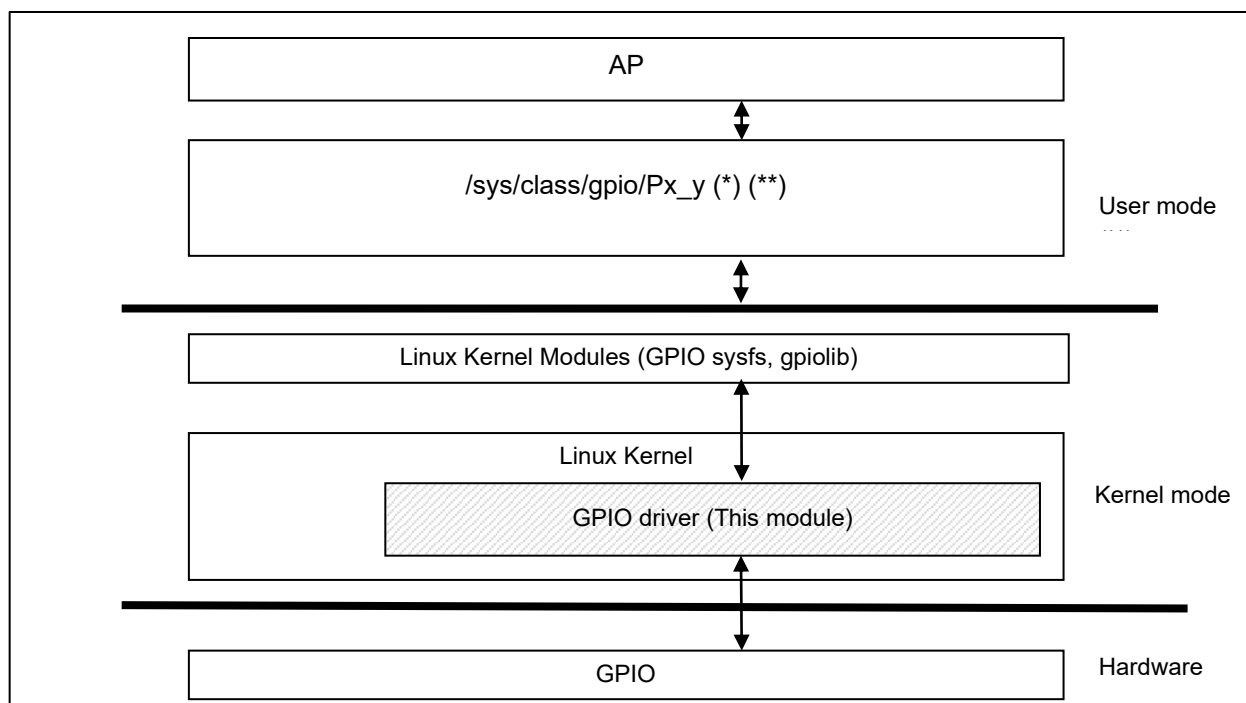 AP
/sys/class/gpio/Px_y (*) (**)
User mode
Linux Kernel Modules (GPIO sysfs, gpiolib)
Linux Kernel
GPIO driver (This module)
Kernel mode
GPIO
Hardware